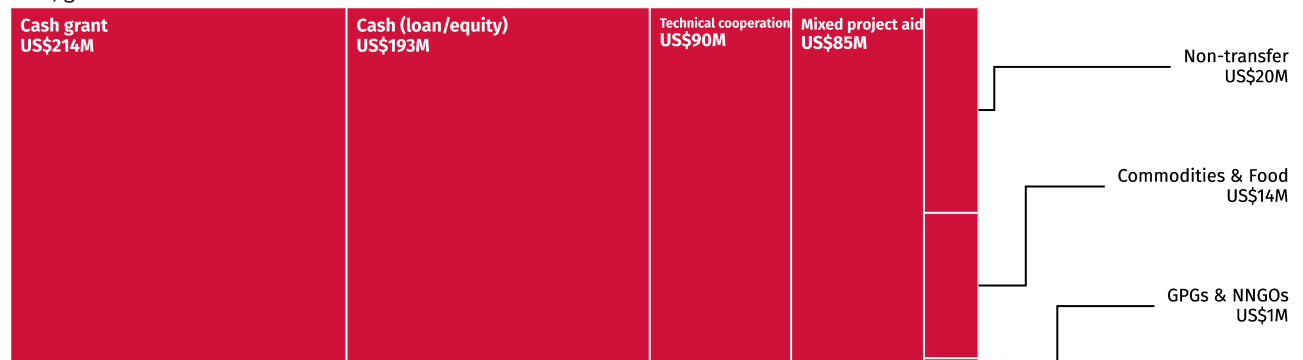 Cash grant
US$214M
Cash (loan/equity)
US$193M
Technical cooperation
US$90M
Mixed project aid
US$85M
Non-transfer
US$20M
Commodities & Food
US$14M
GPGs & NNGOs
US$1M